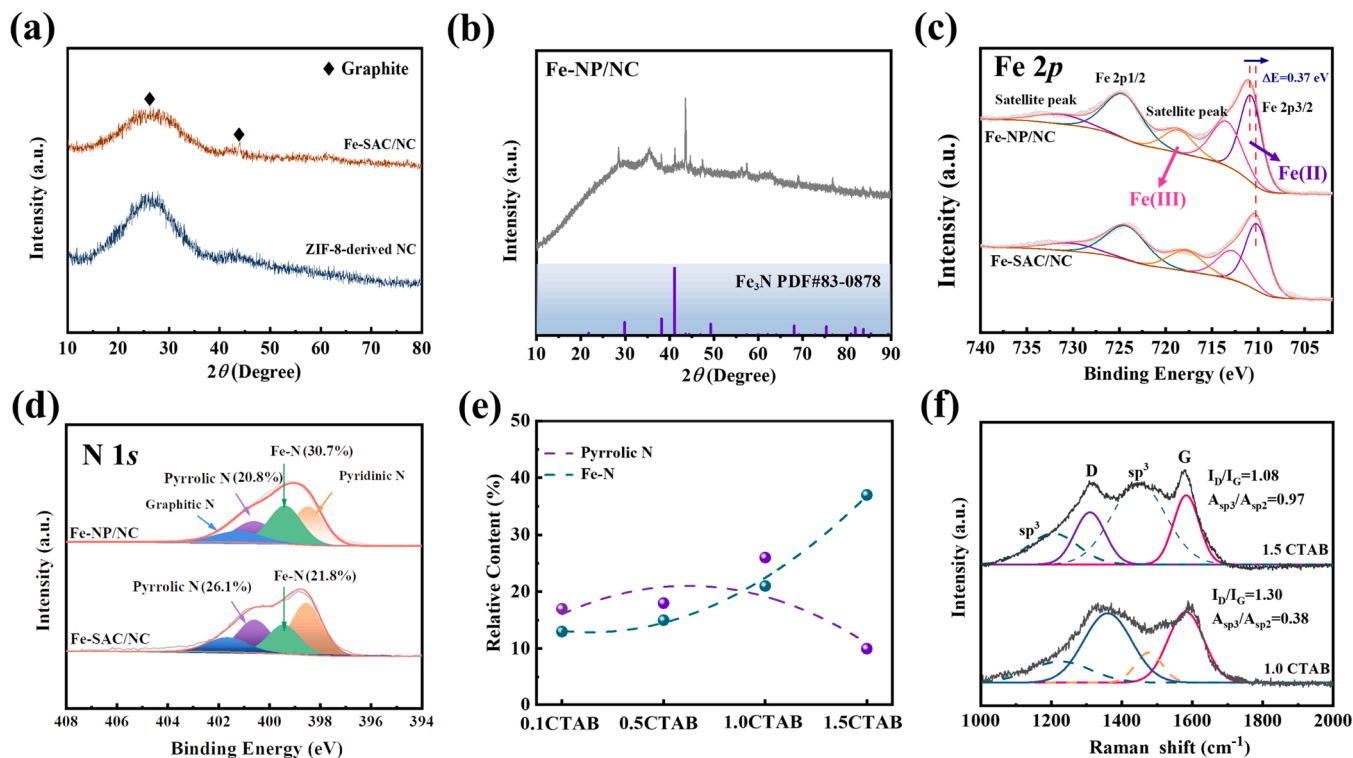 (a)
◆ Graphite
Fe-SAC/NC
ZIF-8-derived NC
Intensity (a.u.)
10 20 30 40 50 60 70 80
2θ (Degree)
(b)
Fe-NP/NC
Fe₃N PDF#83-0878
Intensity (a.u.)
10 20 30 40 50 60 70 80 90
2θ (Degree)
(c)
Fe 2p
Fe 2p1/2
ΔE=0.37 eV
Satellite peak
Satellite peak
Fe 2p3/2
Fe-NP/NC
Fe(II)
Fe(III)
Fe-SAC/NC
Intensity (a.u.)
740 735 730 725 720 715 710 705
Binding Energy (eV)
(d)
N 1s
Fe-N (30.7%)
Pyrrolic N (20.8%)
Pyridinic N
Graphitic N
Fe-NP/NC
Pyrrolic N (26.1%)
Fe-N (21.8%)
Fe-SAC/NC
Intensity (a.u.)
408 406 404 402 400 398 396 394
Binding Energy (eV)
(e)
Pyrrolic N
Fe-N
Relative Content (%)
50
40
30
20
10
0
0.1CTAB 0.5CTAB 1.0CTAB 1.5CTAB
(f)
D
sp³
G
I_D/I_G=1.08
A_sp3/A_sp2=0.97
sp³
1.5 CTAB
I_D/I_G=1.30
A_sp3/A_sp2=0.38
1.0 CTAB
Intensity (a.u.)
1000 1200 1400 1600 1800 2000
Raman shift (cm⁻¹)